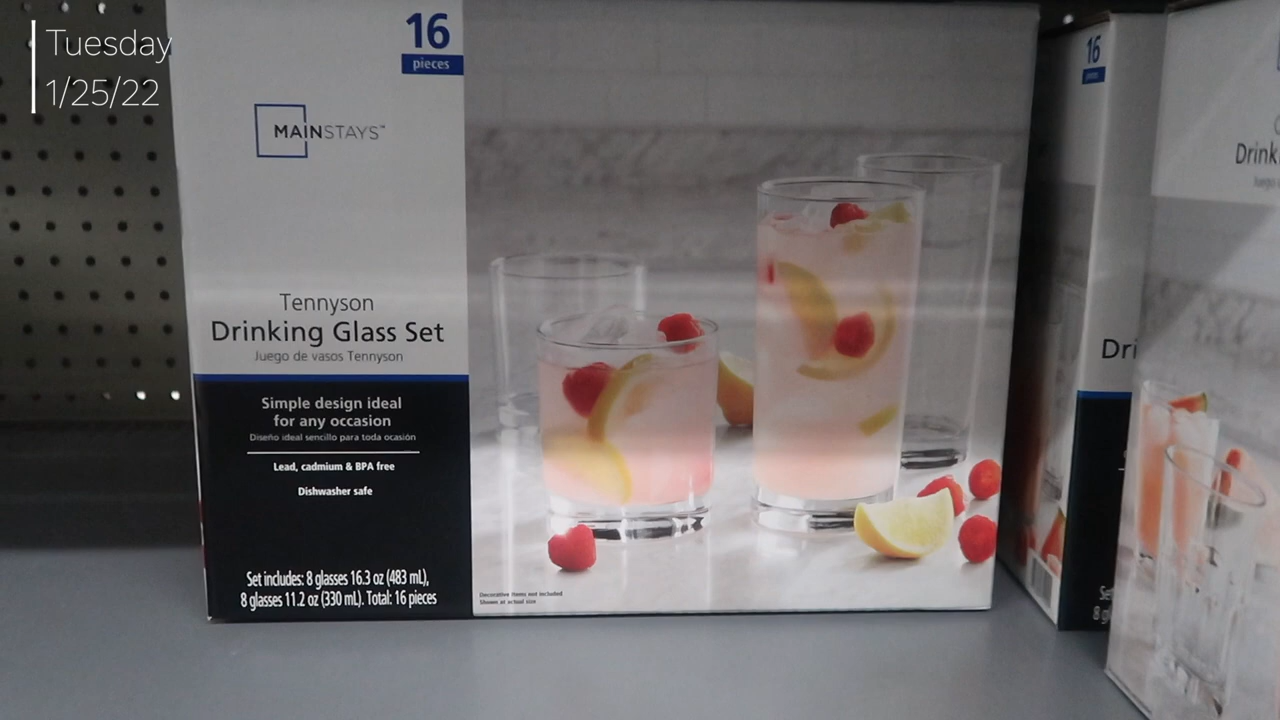 Tuesday
1/25/22
16
pieces
MAINSTAYS™
Tennyson
Drinking Glass Set
Juego de vasos Tennyson
Simple design ideal
for any occasion
Diseño ideal sencillo para toda ocasión
Lead, cadmium & BPA free
Dishwasher safe
Set includes: 8 glasses 16.3 oz (483 mL),
8 glasses 11.2 oz (330 mL). Total: 16 pieces
Decorative items not included
Shown at actual size
16
pieces
Dri
Drink